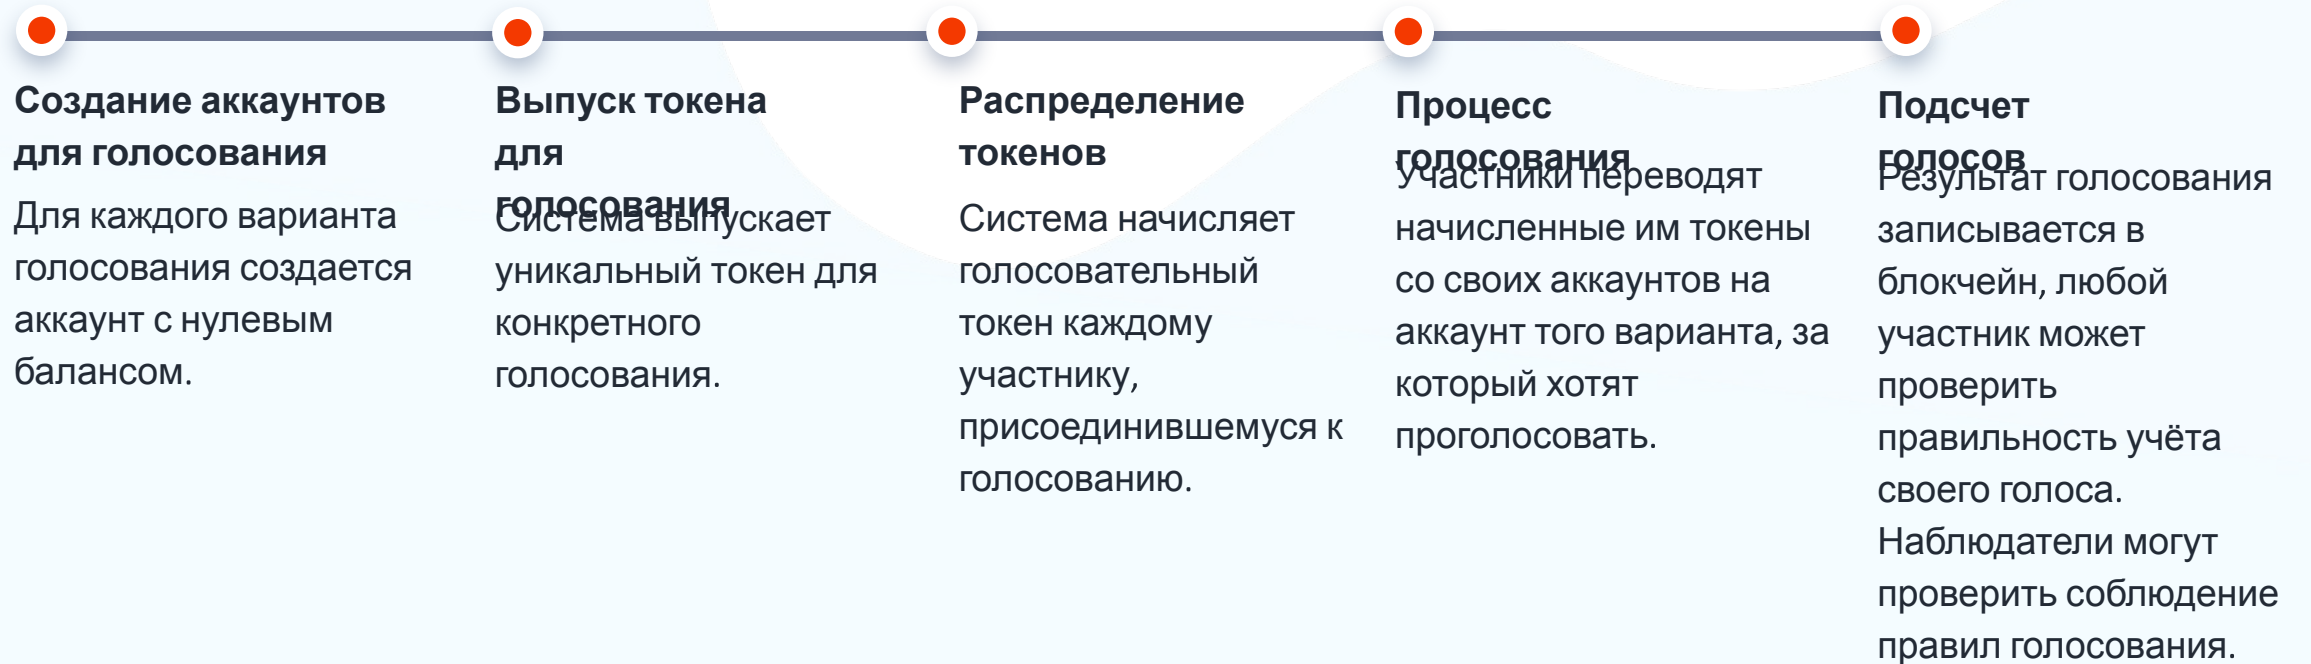 Создание аккаунтов
для голосования
Для каждого варианта
голосования создается
аккаунт с нулевым
балансом.
Выпуск токена
для
голосования
Система выпускает
уникальный токен для
конкретного
голосования.
Распределение
токенов
Система начисляет
голосовательный
токен каждому
участнику,
присоединившемуся к
голосованию.
Процесс
голосования
Участники переводят
начисленные им токены
со своих аккаунтов на
аккаунт того варианта, за
который хотят
проголосовать.
Подсчет
голосов
Результат голосования
записывается в
блокчейн, любой
участник может
проверить
правильность учёта
своего голоса.
Наблюдатели могут
проверить соблюдение
правил голосования.